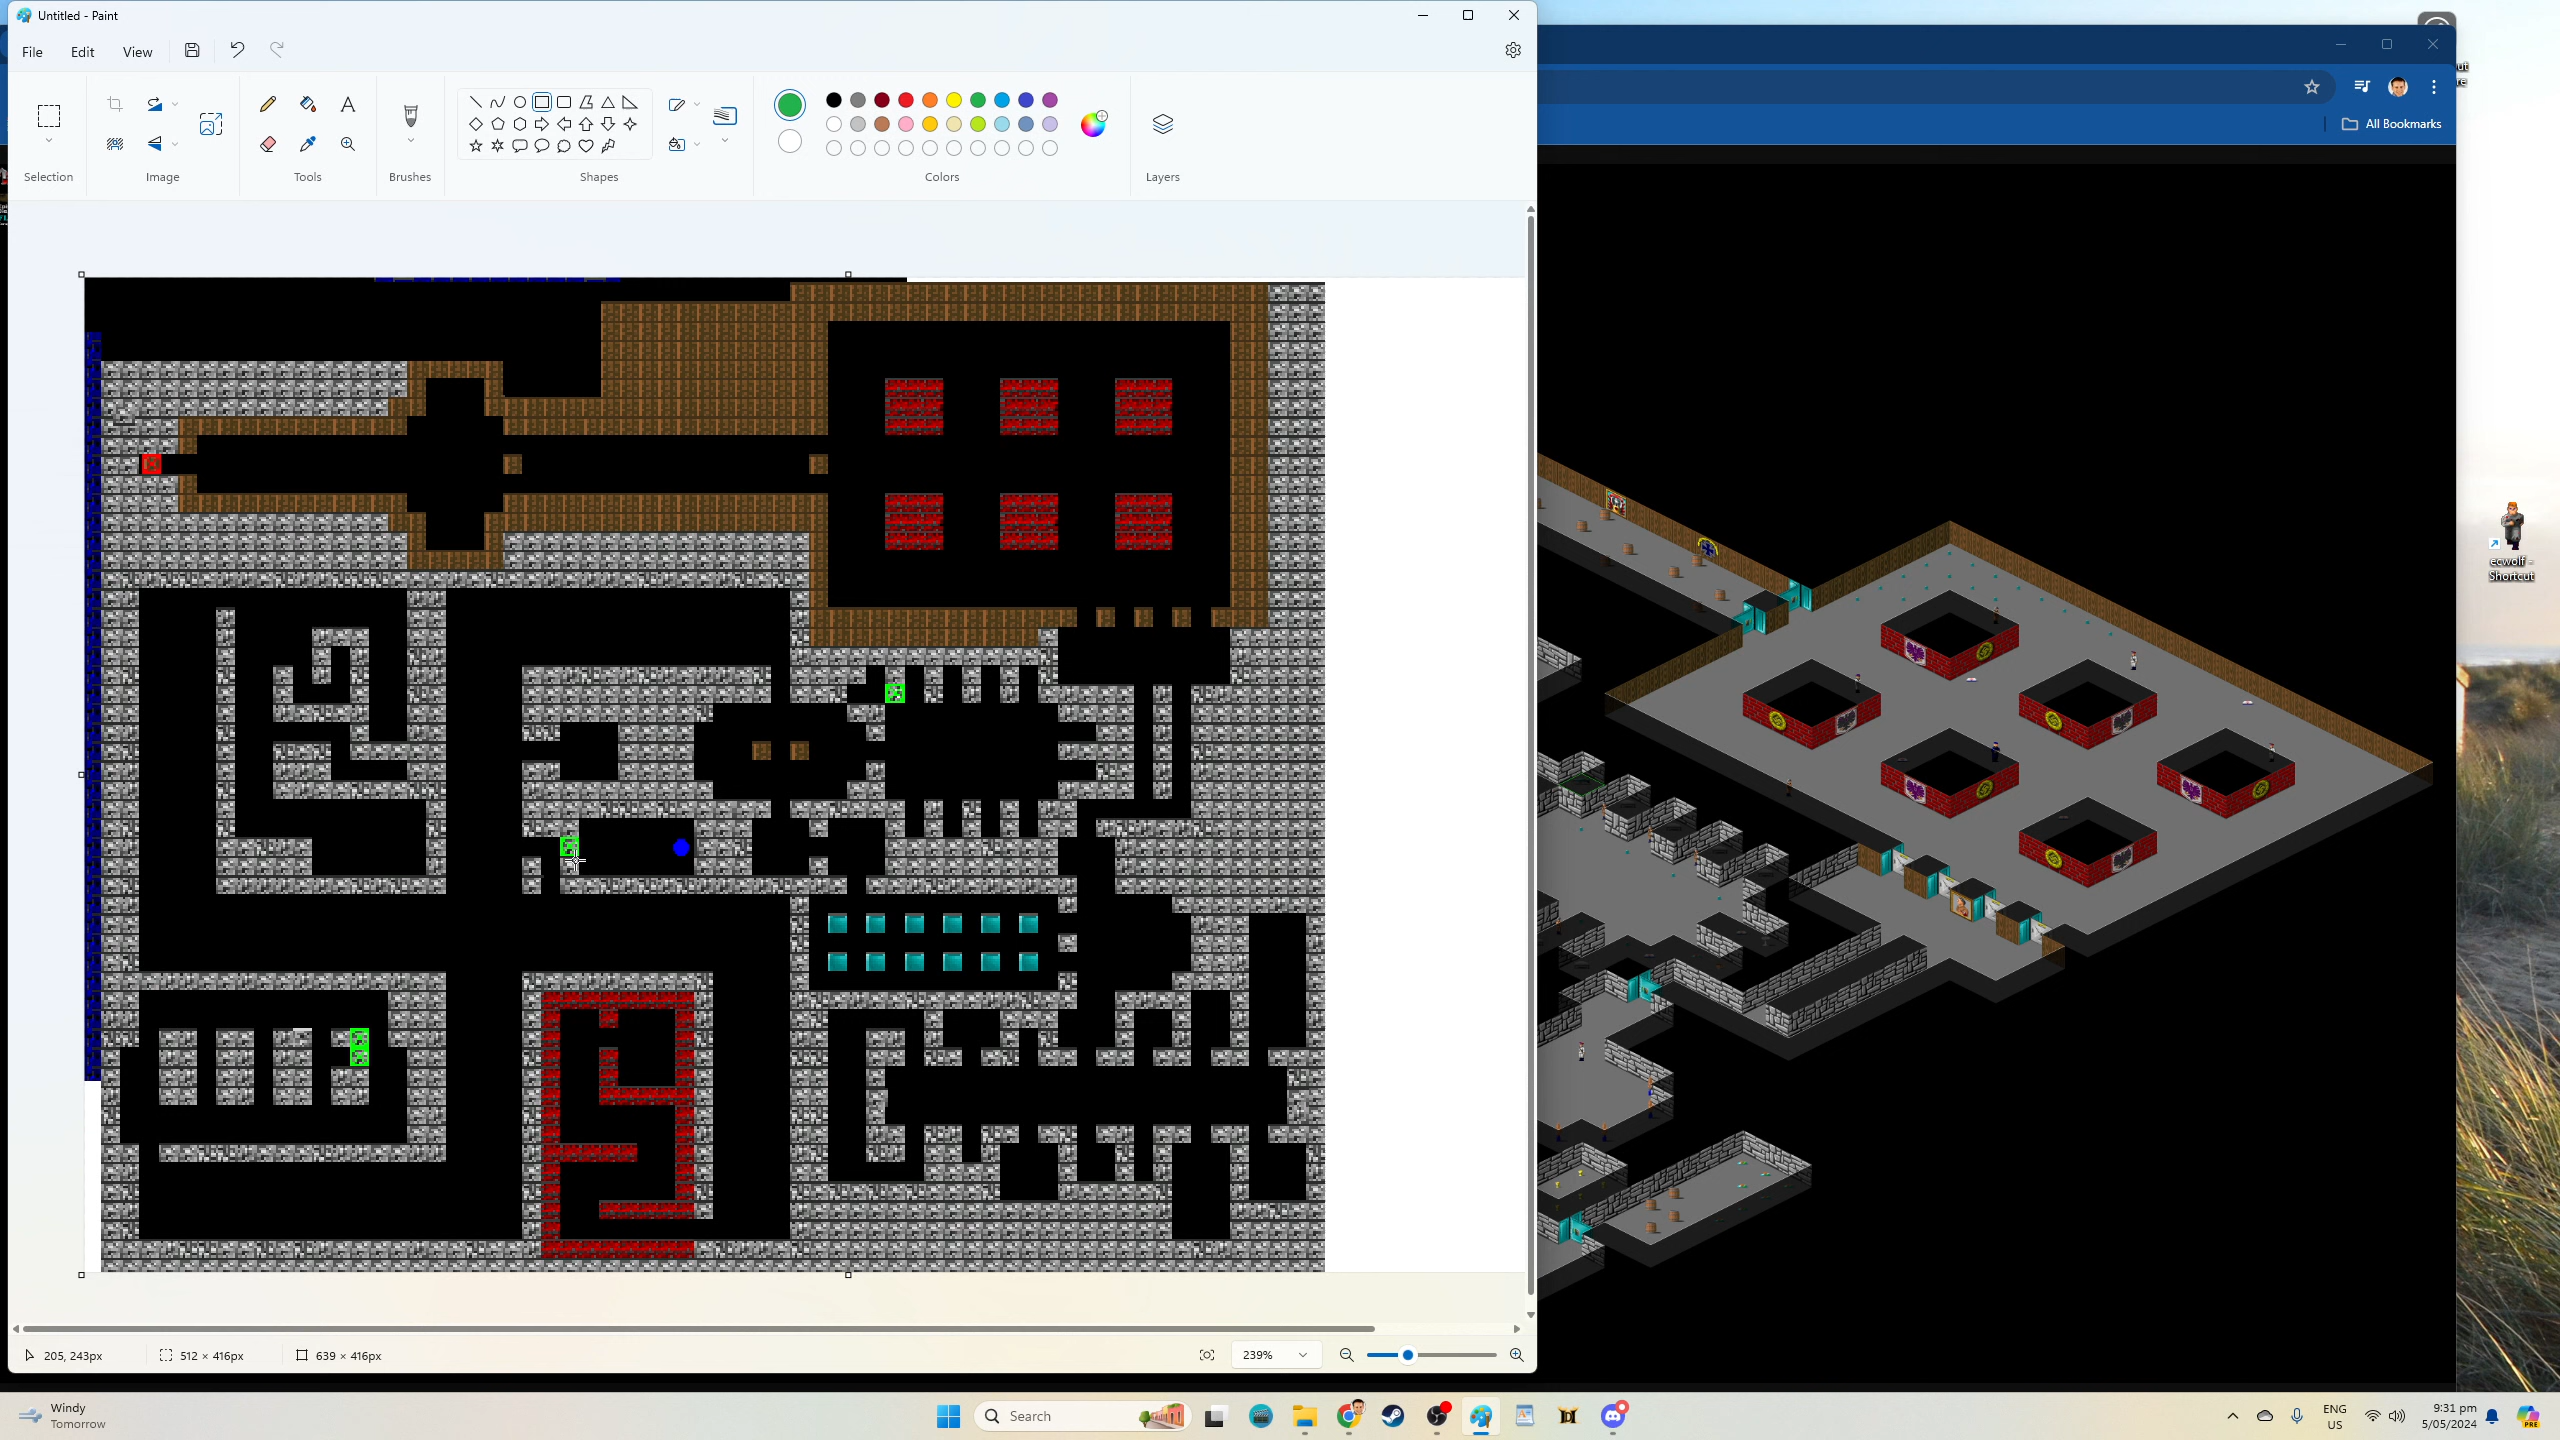 Untitled - Paint
File Edit View
Selection Image Tools Brushes Shapes Colors Layers
All Bookmarks
ecwolf -
Shortcut
205, 243px 512 × 416px 639 × 416px 239%
Windy
Tomorrow
Search
ENG
US
9:31 pm
5/05/2024
PRE